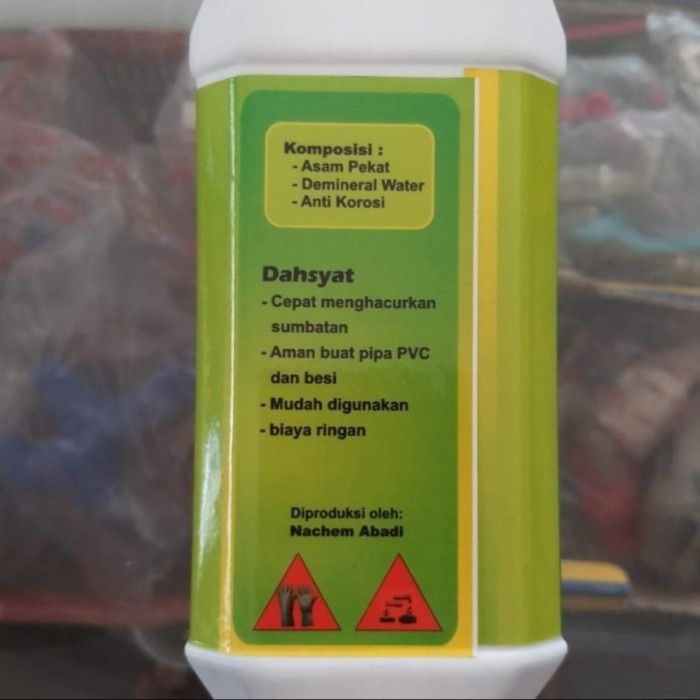 Komposisi :
- Asam Pekat
- Demineral Water
- Anti Korosi
Dahsyat
- Cepat menghacurkan
sumbatan
- Aman buat pipa PVC
dan besi
- Mudah digunakan
- biaya ringan
Diproduksi oleh:
Nachem Abadi